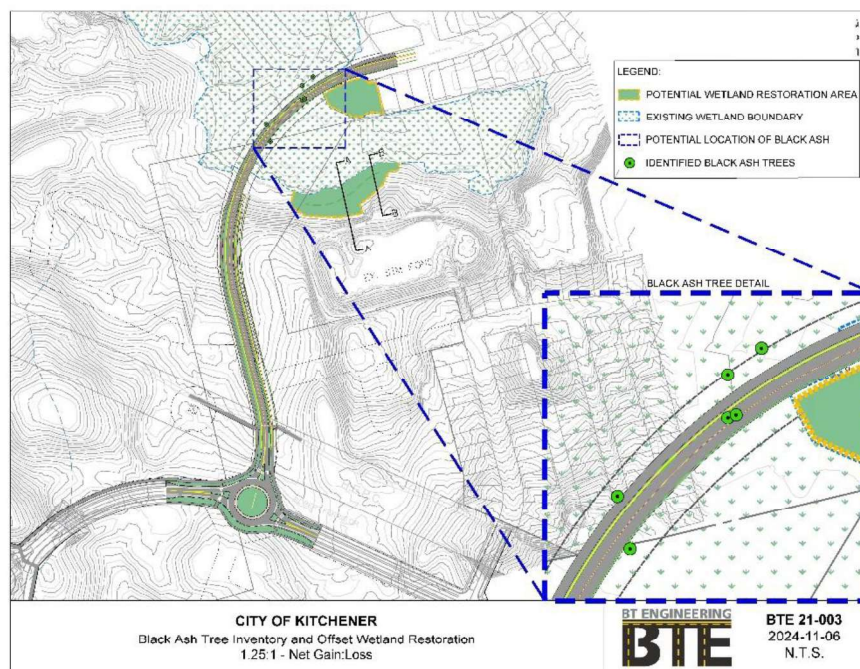 LEGEND:
POTENTIAL WETLAND RESTORATION AREA
EXISTING WETLAND BOUNDARY
POTENTIAL LOCATION OF BLACK ASH
IDENTIFIED BLACK ASH TREES
A
B
B
A
BLACK ASH TREE DETAIL
CITY OF KITCHENER
Black Ash Tree Inventory and Offset Wetland Restoration
1.25:1 - Net Gain:Loss
BT ENGINEERING
BTE
BTE 21-003
2024-11-06
N.T.S.